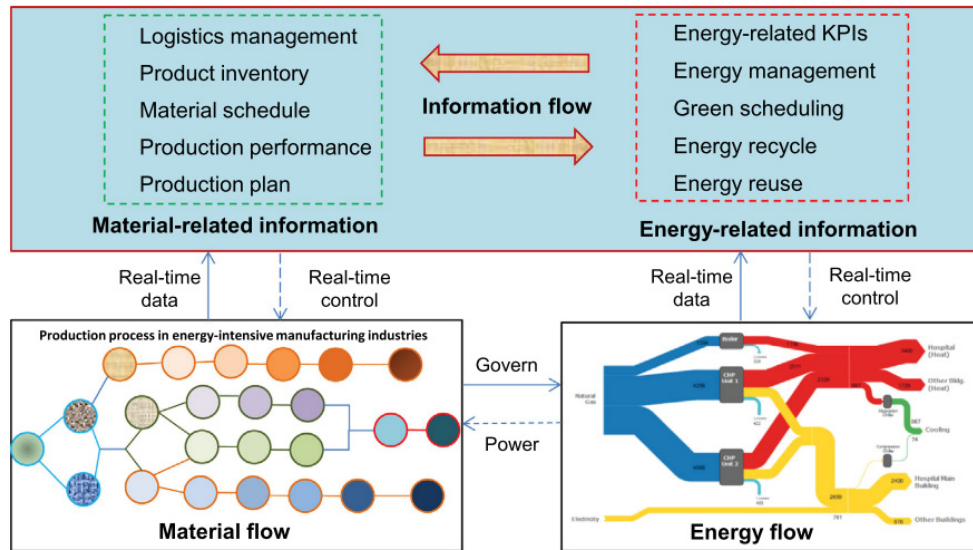 Logistics management
Product inventory
Material schedule
Production performance
Production plan
Material-related information
Information flow
Energy-related KPIs
Energy management
Green scheduling
Energy recycle
Energy reuse
Energy-related information
Real-time
data
Real-time
control
Real-time
data
Real-time
control
Production process in energy-intensive manufacturing industries
Material flow
Govern
Power
Natural
Gas
Electricity
Boiler
CHP
Unit 1
CHP
Unit 2
Hospital
(Heat)
Other Bldg.
(Heat)
Cooling
Hospital Main
Building
Other Buildings
Energy flow